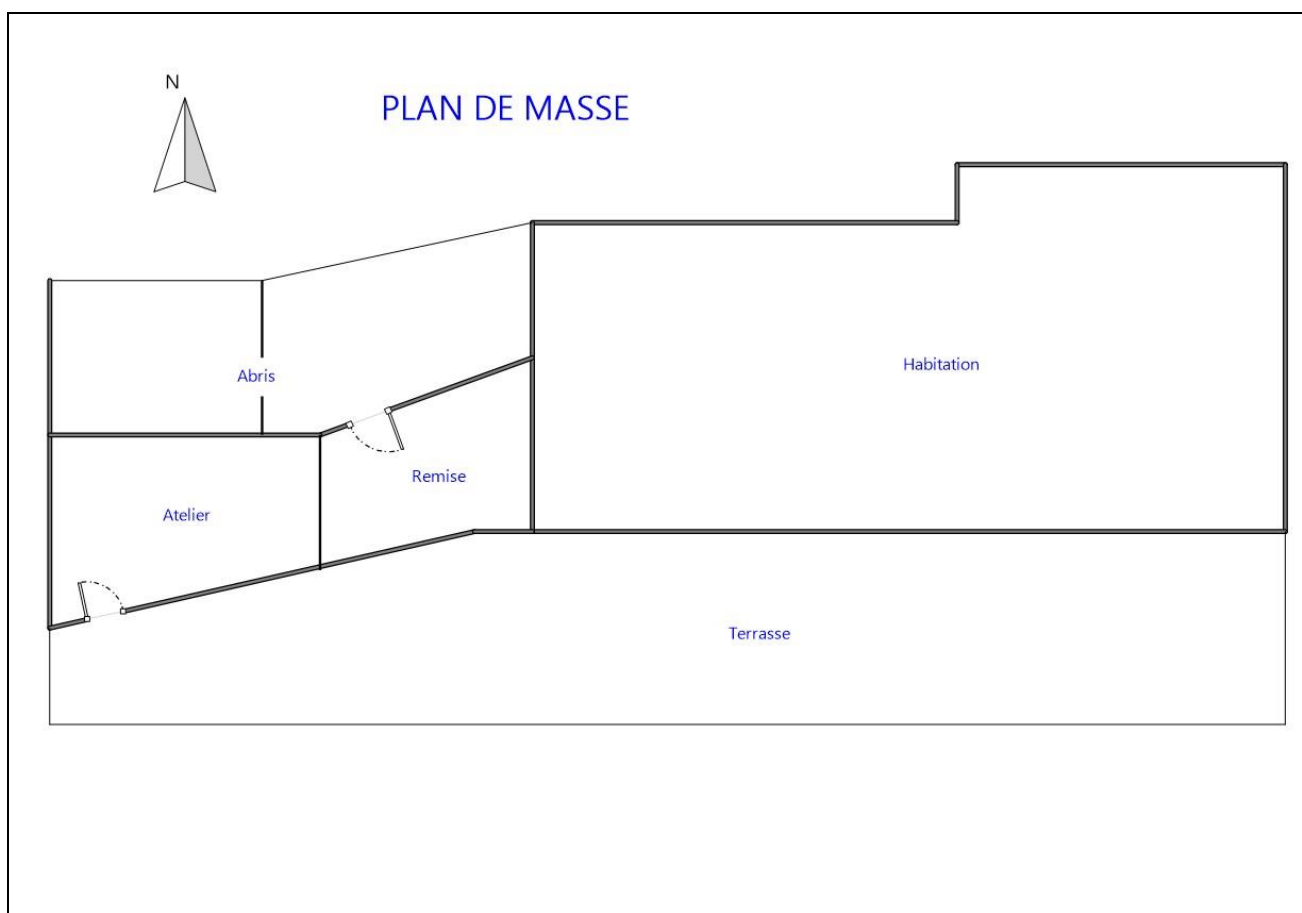 N
PLAN DE MASSE
Habitation
Abris
Remise
Atelier
Terrasse